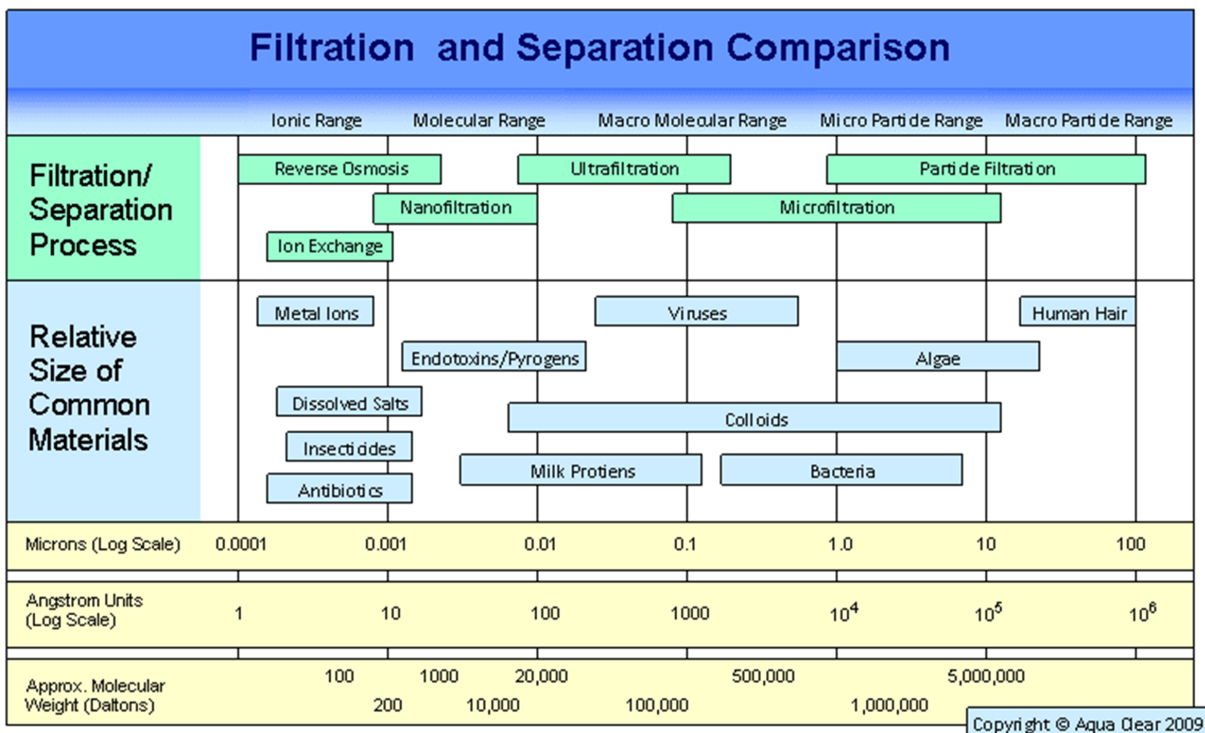 Filtration and Separation Comparison
Ionic Range Molecular Range Macro Molecular Range Micro Partide Range Macro Partide Range
Filtration/
Separation
Process
Reverse Osmosis Ultrafiltration Partide Filtration
Nanofiltration Microfiltration
Ion Exchange
Relative
Size of
Common
Materials
Metal Ions Viruses Human Hair
Endotoxins/Pyrogens Algae
Dissolved Salts Colloids
Insecticides
Milk Protiens Bacteria
Antibiotics
Microns (Log Scale) 0.0001 0.001 0.01 0.1 1.0 10 100
Angstrom Units
(Log Scale)
1 10 100 1000 10⁴ 10⁵ 10⁶
Approx. Molecular
Weight (Daltons)
100 1000 20,000 500,000 5,000,000
200 10,000 100,000 1,000,000
Copyright © Aqua Clear 2009